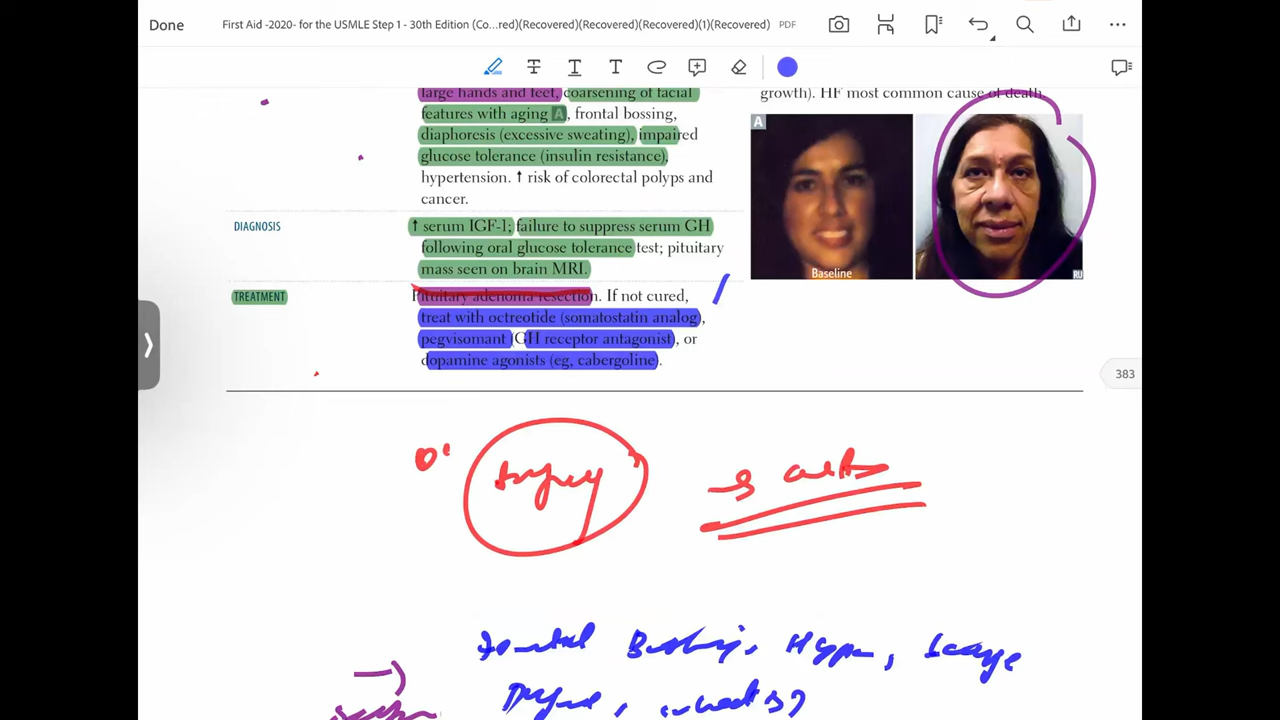 Done
First Aid -2020- for the USMLE Step 1 - 30th Edition (Co...red)(Recovered)(Recovered)(Recovered)(1)(Recovered) PDF
large hands and feet, coarsening of facial
features with aging A, frontal bossing,
diaphoresis (excessive sweating), impaired
glucose tolerance (insulin resistance),
hypertension. ↑ risk of colorectal polyps and
cancer.
growth). HF most common cause of death.
A
Baseline
RU
DIAGNOSIS
↑ serum IGF-1; failure to suppress serum GH
following oral glucose tolerance test; pituitary
mass seen on brain MRI.
TREATMENT
Pituitary adenoma resection. If not cured,
treat with octreotide (somatostatin analog),
pegvisomant (GH receptor antagonist), or
dopamine agonists (eg, cabergoline).
383
Frontal